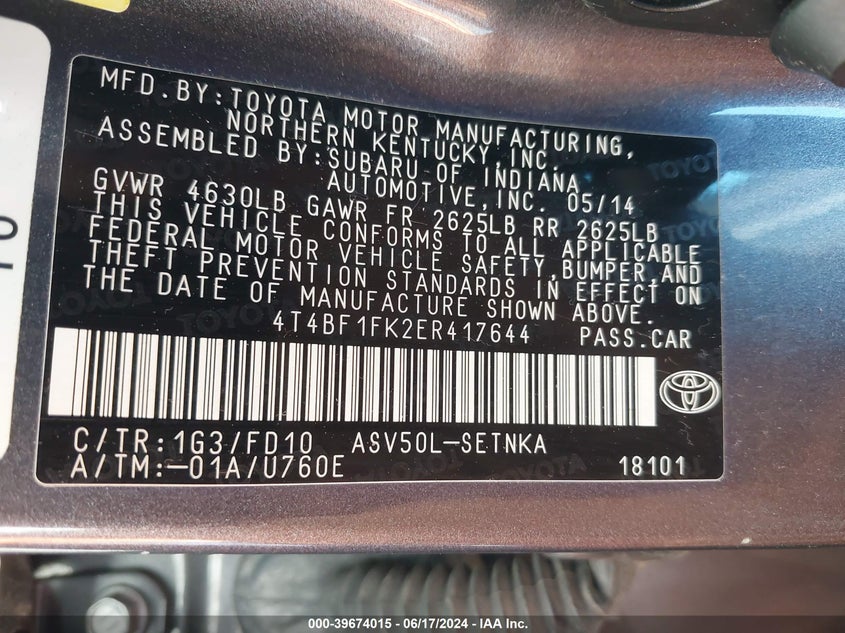 MFD.BY:TOYOTA MOTOR MANUFACTURING,
NORTHERN KENTUCKY,INC.
ASSEMBLED BY:SUBARU OF INDIANA
AUTOMOTIVE,INC. 05/14
GVWR 4630LB GAWR FR 2625LB RR 2625LB
THIS VEHICLE CONFORMS TO ALL APPLICABLE
FEDERAL MOTOR VEHICLE SAFETY,BUMPER,AND
THEFT PREVENTION STANDARDS IN EFFECT ON
THE DATE OF MANUFACTURE SHOWN ABOVE.
4T4BF1FK2ER417644 PASS.CAR
C/TR:1G3/FD10 ASV50L-SETNKA
A/TM:-01A/U760E 18101
000-39674015 - 06/17/2024 - IAA Inc.